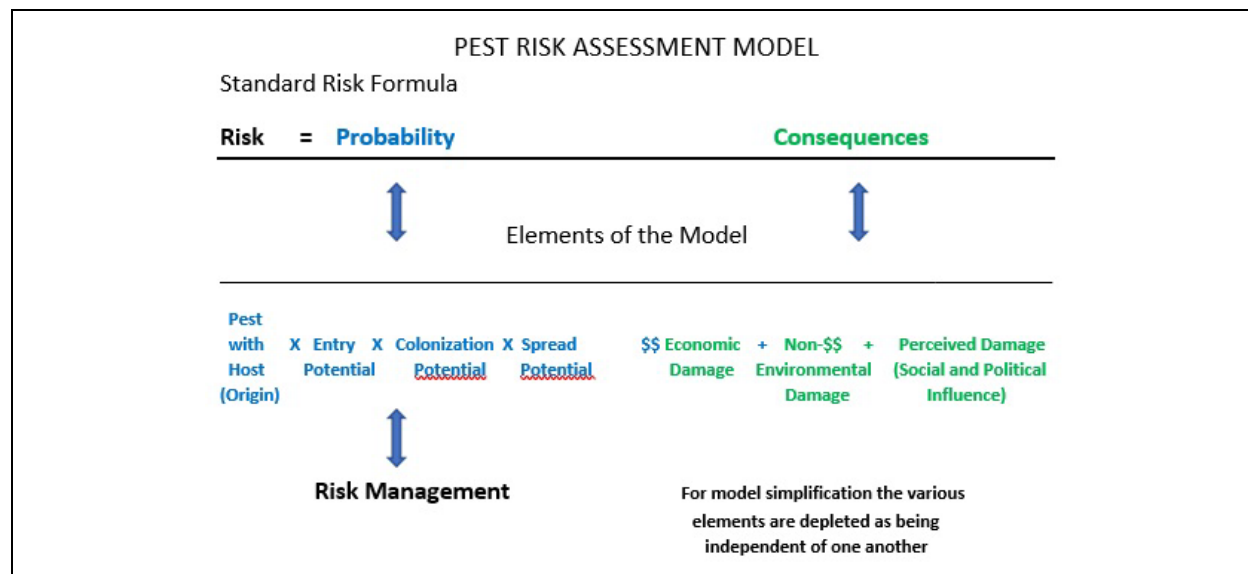 PEST RISK ASSESSMENT MODEL
Standard Risk Formula
Risk = Probability Consequences
Elements of the Model
Pest
with X Entry X Colonization X Spread $$ Economic + Non-$$ + Perceived Damage
Host Potential Potential Potential Damage Environmental (Social and Political
(Origin) Damage Influence)
Risk Management
For model simplification the various
elements are depleted as being
independent of one another